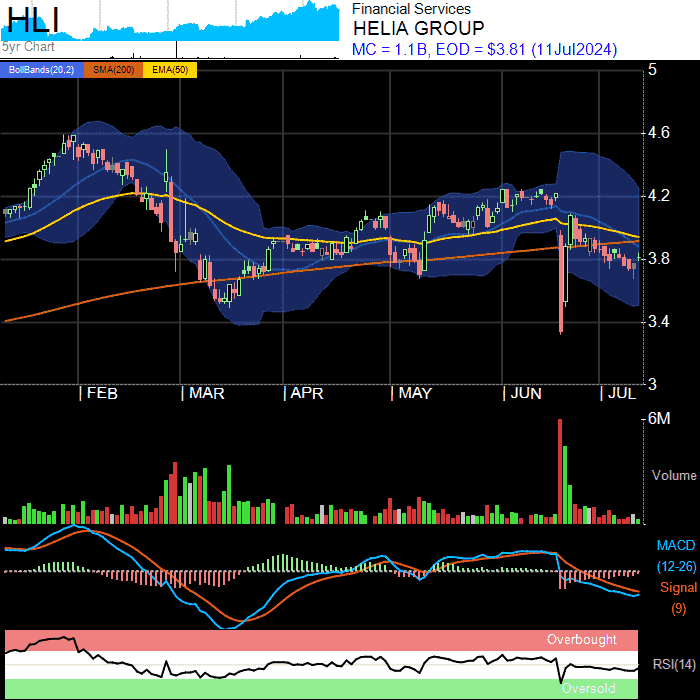 HLI
5yr Chart
Financial Services
HELIA GROUP
MC = 1.1B, EOD = $3.81 (11Jul2024)
BollBands(20,2) SMA(200) EMA(50)
5
4.6
4.2
3.8
3.4
3
FEB MAR APR MAY JUN JUL
6M
Volume
MACD
(12-26)
Signal
(9)
Overbought
RSI(14)
Oversold